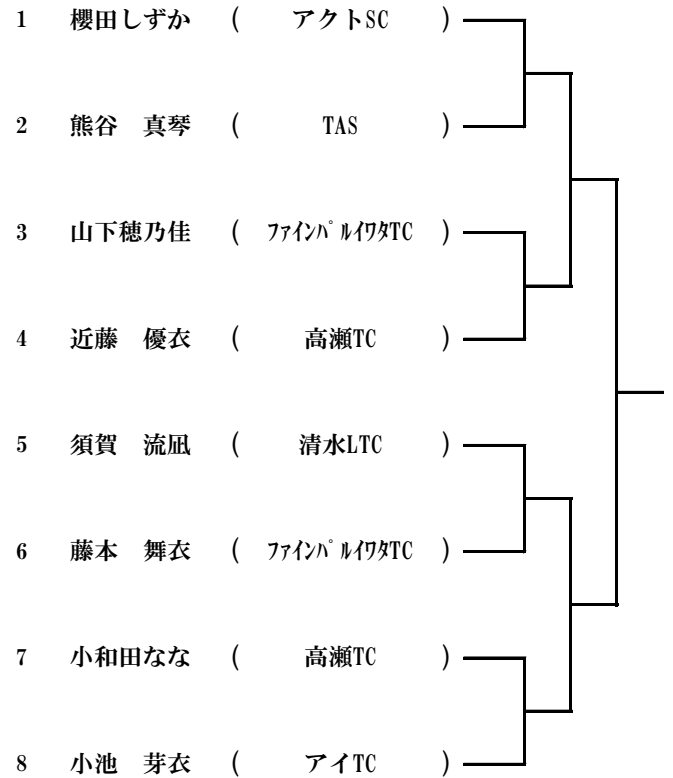 1 櫻田しずか ( アクトSC )
2 熊谷 真琴 ( TAS )
3 山下穂乃佳 ( ﾌｧｲﾝﾊﾟﾙｲﾜﾀTC )
4 近藤 優衣 ( 高瀬TC )
5 須賀 流凪 ( 清水LTC )
6 藤本 舞衣 ( ﾌｧｲﾝﾊﾟﾙｲﾜﾀTC )
7 小和田なな ( 高瀬TC )
8 小池 芽衣 ( アイTC )